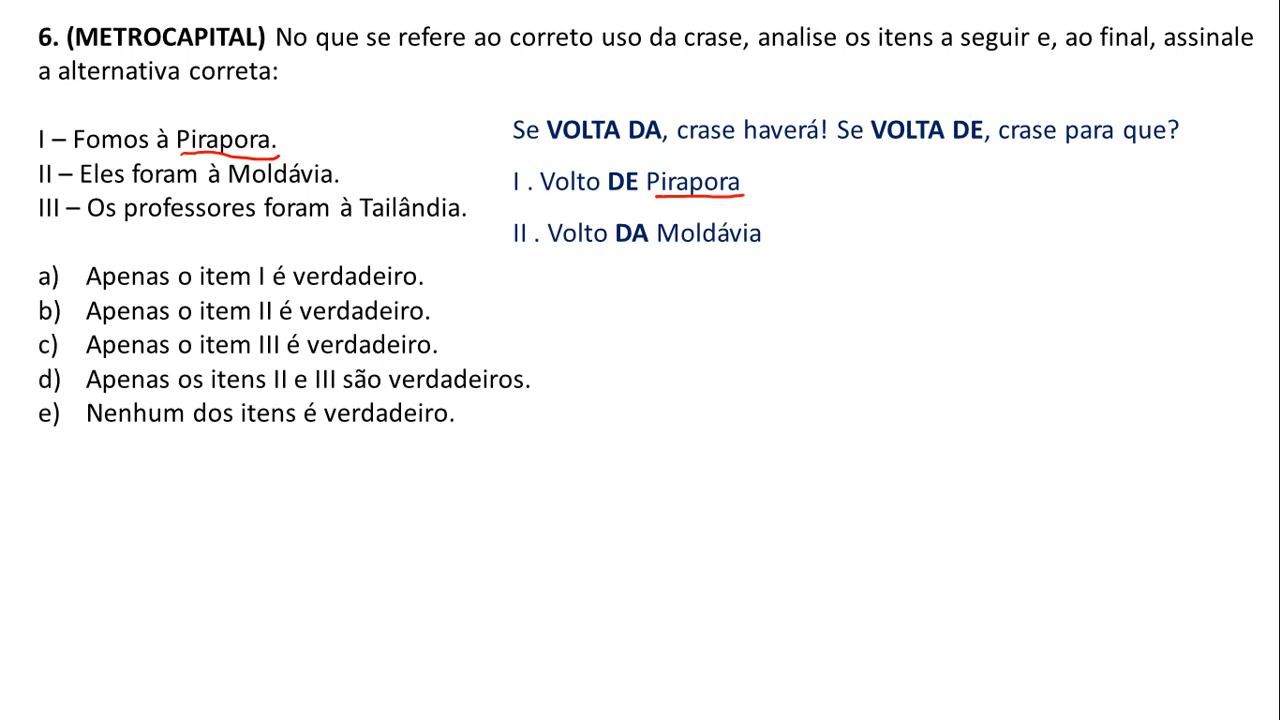 6. (METROCAPITAL) No que se refere ao correto uso da crase, analise os itens a seguir e, ao final, assinale
a alternativa correta:
I – Fomos à Pirapora.
II – Eles foram à Moldávia.
III – Os professores foram à Tailândia.
Se VOLTA DA, crase haverá! Se VOLTA DE, crase para que?
I . Volto DE Pirapora
II . Volto DA Moldávia
a) Apenas o item I é verdadeiro.
b) Apenas o item II é verdadeiro.
c) Apenas o item III é verdadeiro.
d) Apenas os itens II e III são verdadeiros.
e) Nenhum dos itens é verdadeiro.